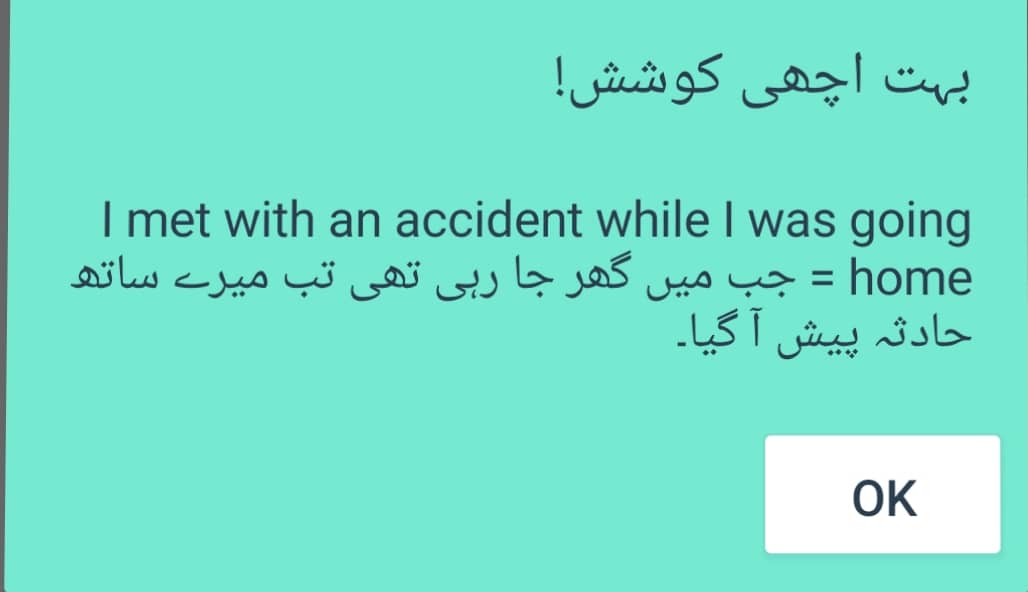 بہت اچھی کوشش!
I met with an accident while I was going
home = جب میں گھر جا رہی تھی تب میرے ساتھ
حادثہ پیش آ گیا۔
OK